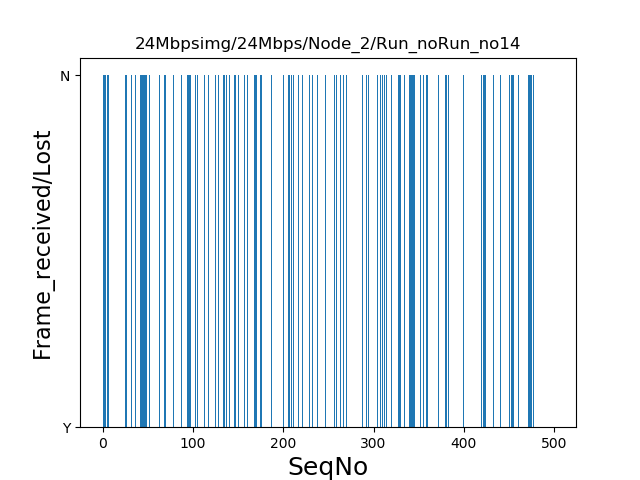 24Mbpsimg/24Mbps/Node_2/Run_noRun_no14
N
Frame_received/Lost
Y
0 100 200 300 400 500
SeqNo